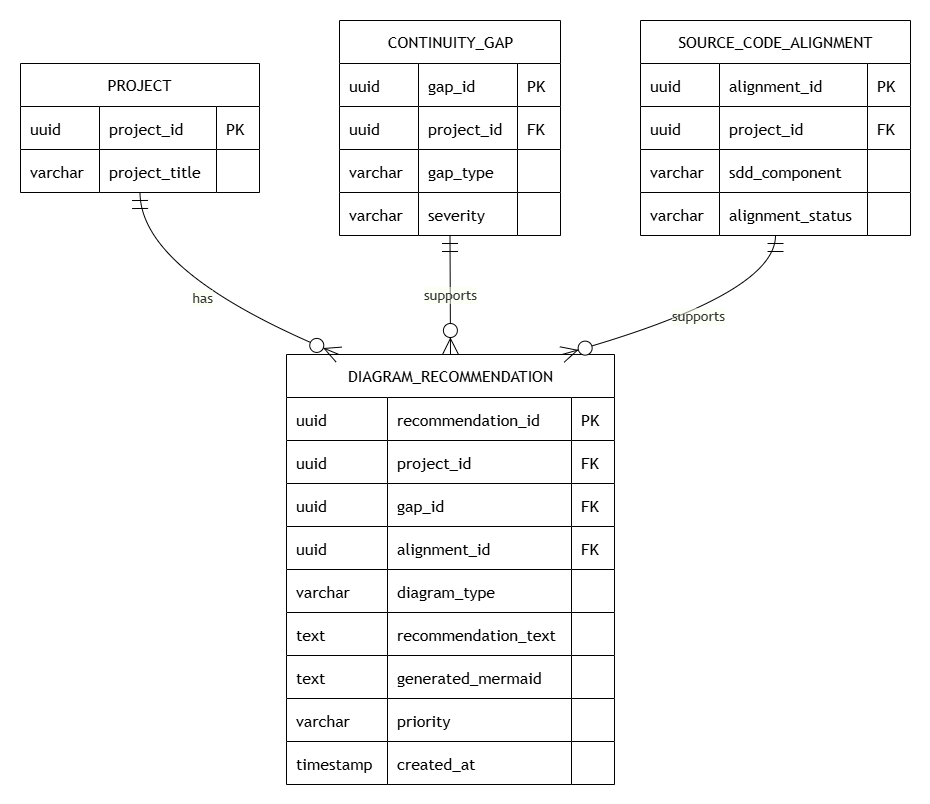 PROJECT
uuid project_id PK
varchar project_title
CONTINUITY_GAP
uuid gap_id PK
uuid project_id FK
varchar gap_type
varchar severity
SOURCE_CODE_ALIGNMENT
uuid alignment_id PK
uuid project_id FK
varchar sdd_component
varchar alignment_status
has
supports
supports
DIAGRAM_RECOMMENDATION
uuid recommendation_id PK
uuid project_id FK
uuid gap_id FK
uuid alignment_id FK
varchar diagram_type
text recommendation_text
text generated_mermaid
varchar priority
timestamp created_at